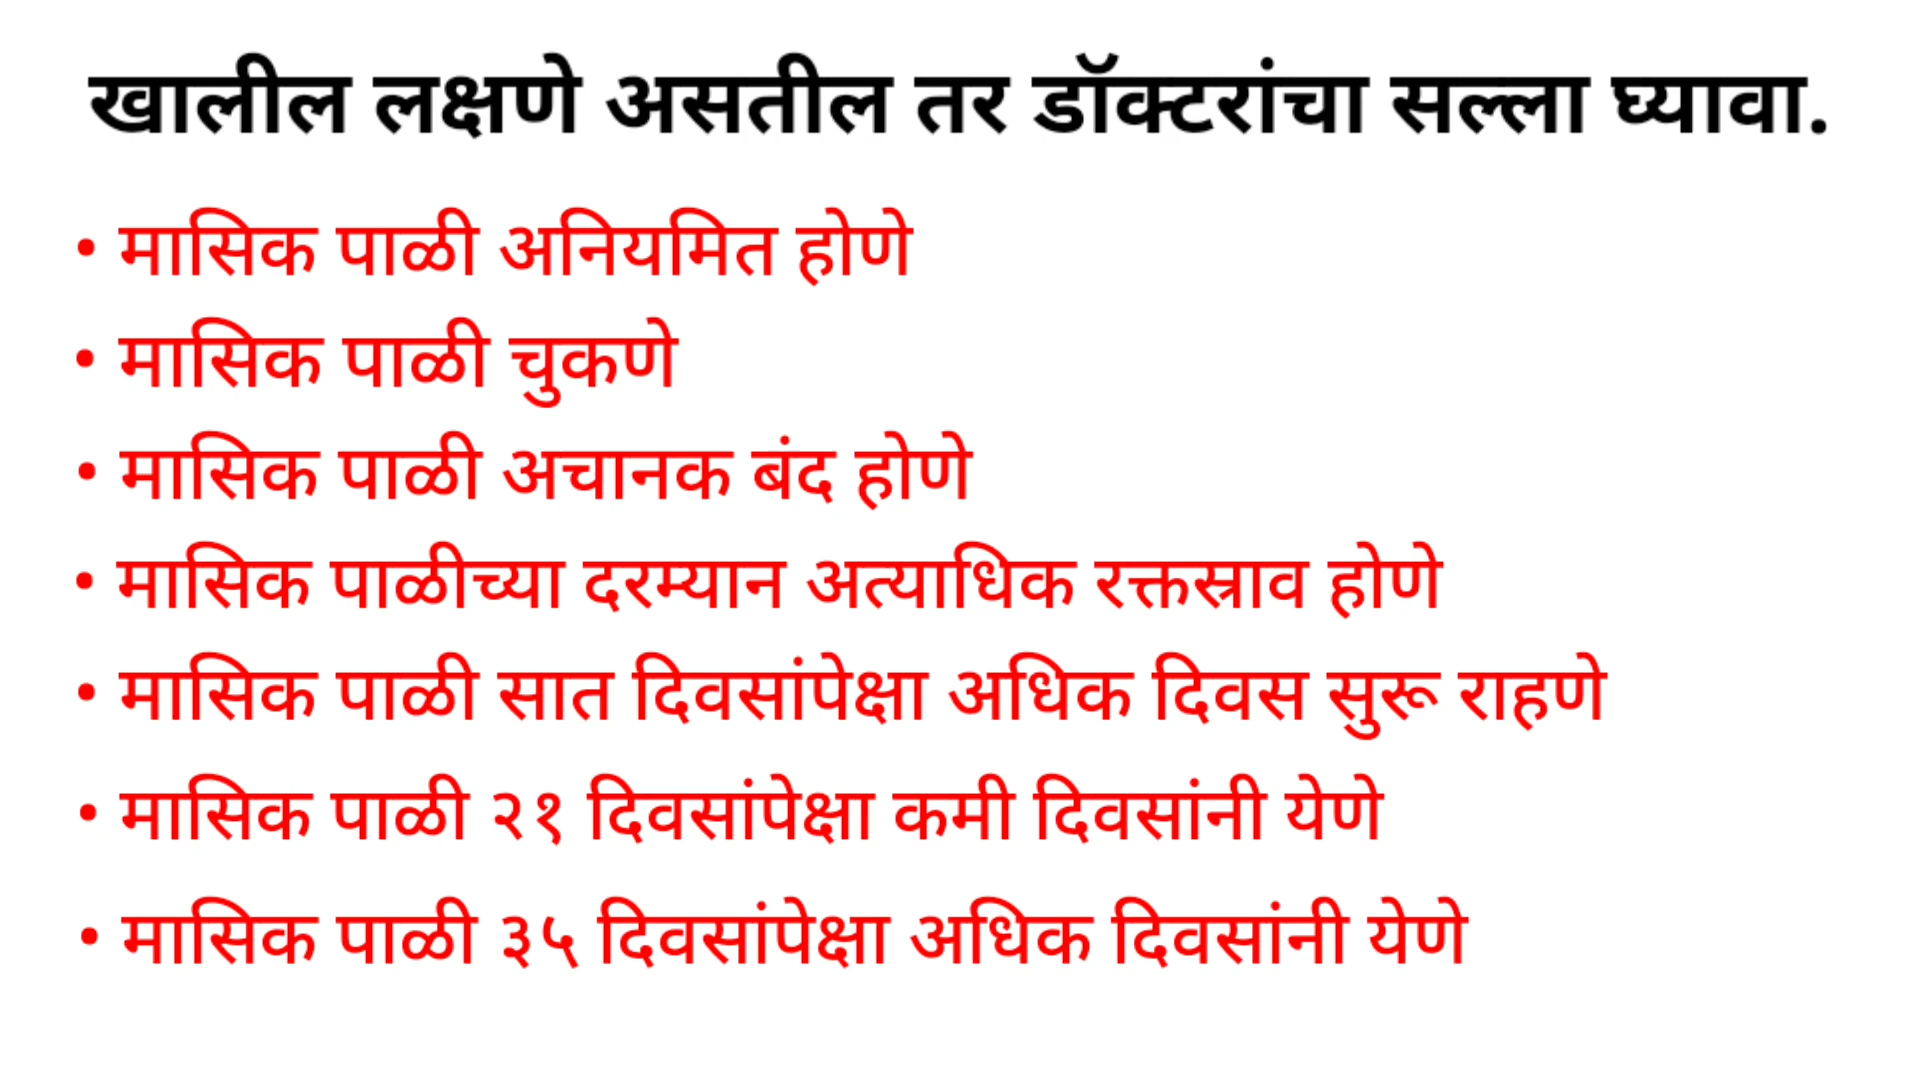 खालील लक्षणे असतील तर डॉक्टरांचा सल्ला घ्यावा.
• मासिक पाळी अनियमित होणे
• मासिक पाळी चुकणे
• मासिक पाळी अचानक बंद होणे
• मासिक पाळीच्या दरम्यान अत्याधिक रक्तस्राव होणे
• मासिक पाळी सात दिवसांपेक्षा अधिक दिवस सुरू राहणे
• मासिक पाळी २१ दिवसांपेक्षा कमी दिवसांनी येणे
• मासिक पाळी ३५ दिवसांपेक्षा अधिक दिवसांनी येणे